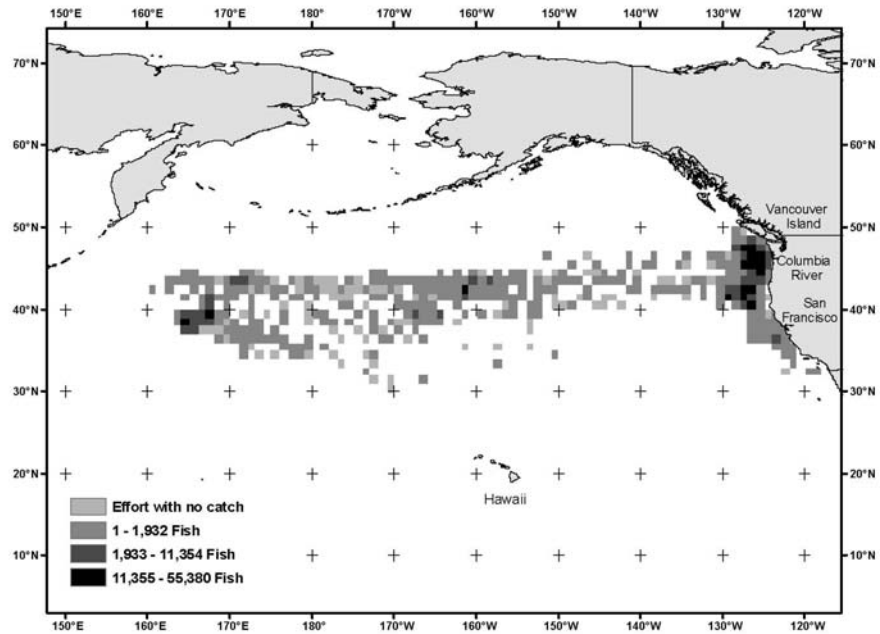 150°E 160°E 170°E 180° 170°W 160°W 150°W 140°W 130°W 120°W
70°N 70°N
60°N 60°N
50°N 50°N
Vancouver
Island
Columbia
River
San
Francisco
40°N 40°N
30°N 30°N
20°N 20°N
Hawaii
10°N 10°N
Effort with no catch
1 - 1,932 Fish
1,933 - 11,354 Fish
11,355 - 55,380 Fish
150°E 160°E 170°E 180° 170°W 160°W 150°W 140°W 130°W 120°W